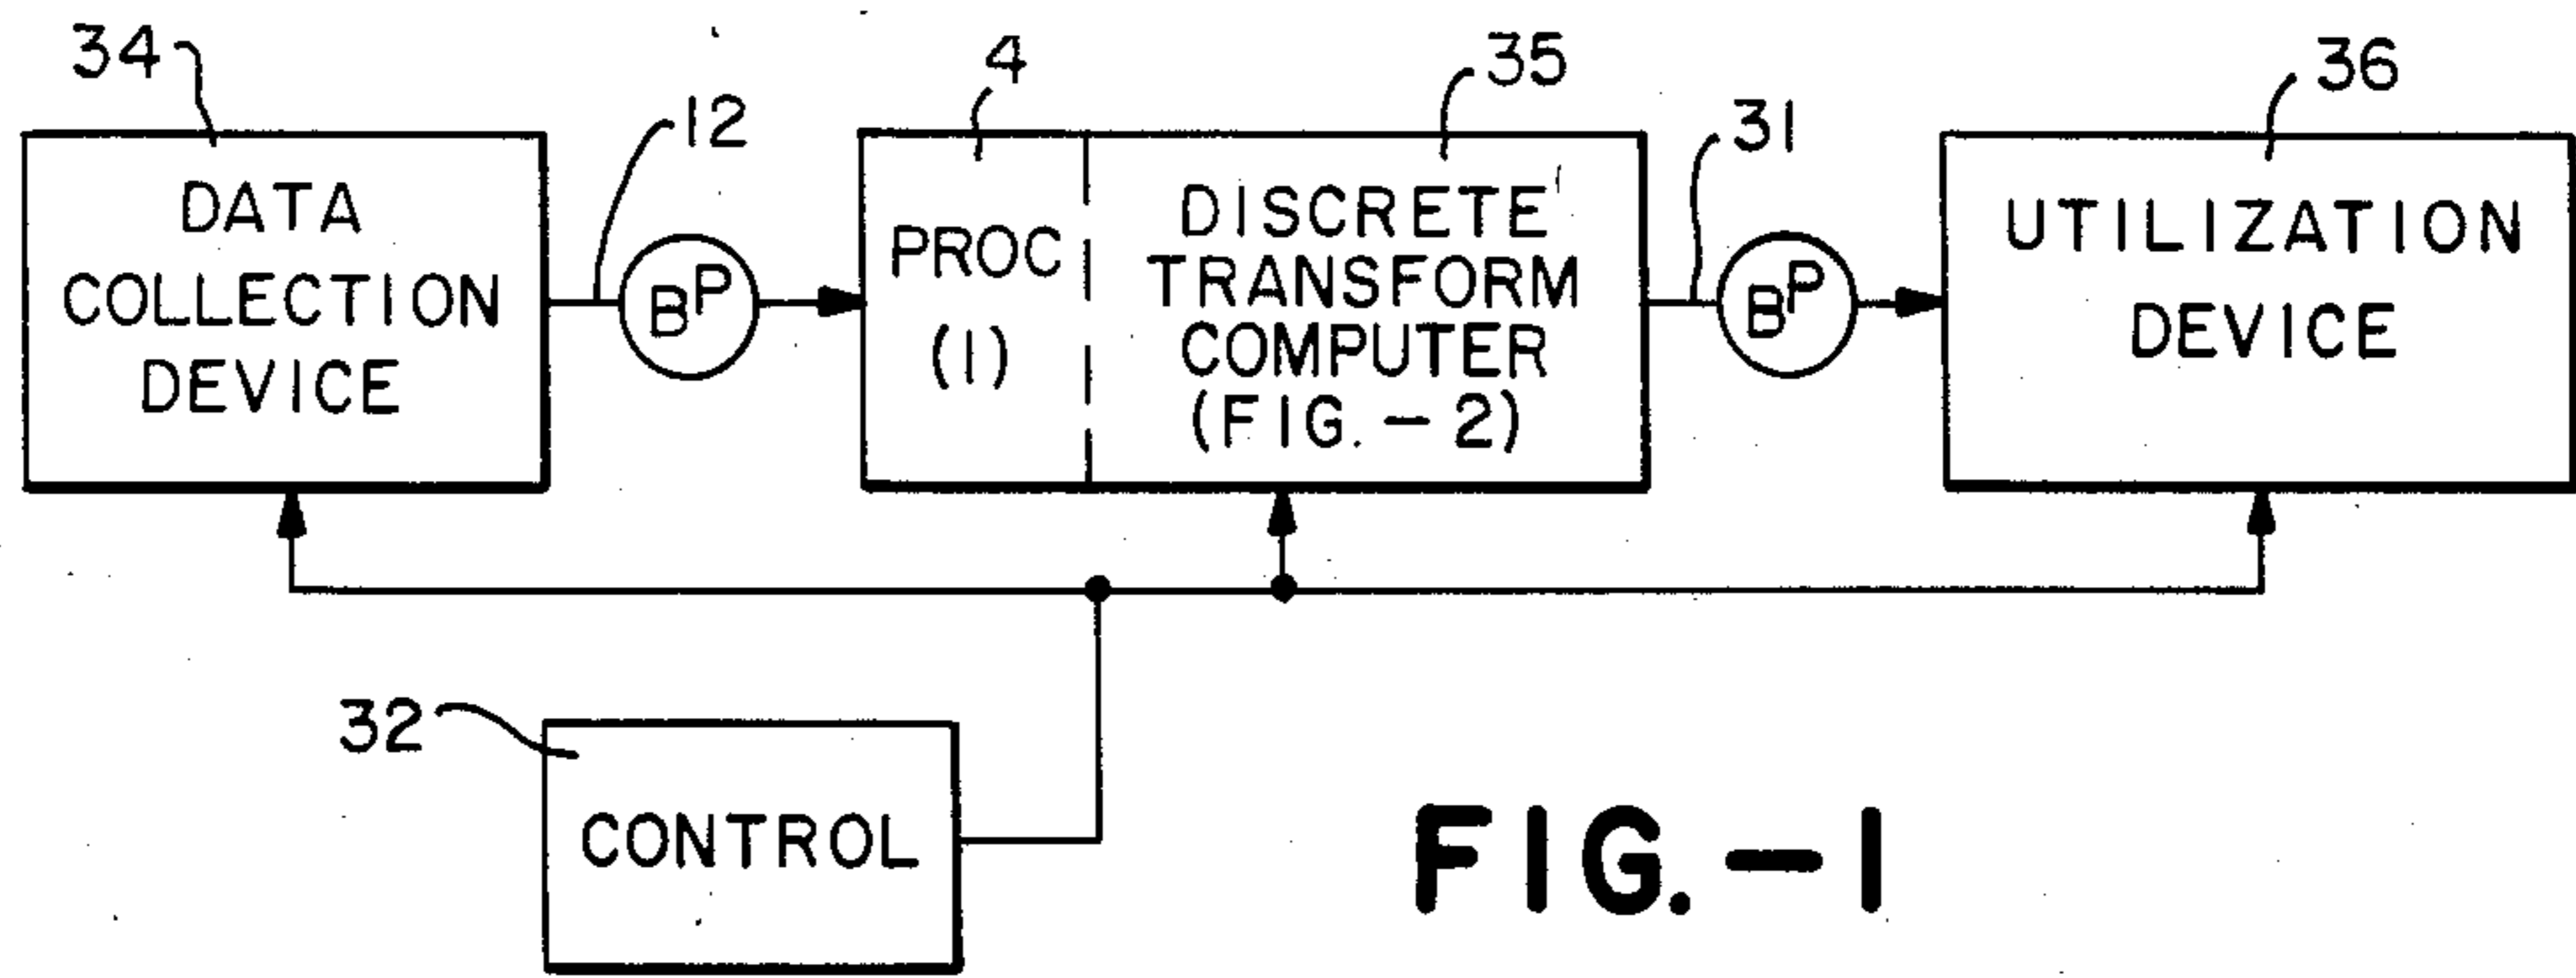 34
12
4
35
31
36
DATA
COLLECTION
DEVICE
B^P
PROC
(1)
DISCRETE
TRANSFORM
COMPUTER
(FIG.-2)
B^P
UTILIZATION
DEVICE
32
CONTROL
FIG.-1